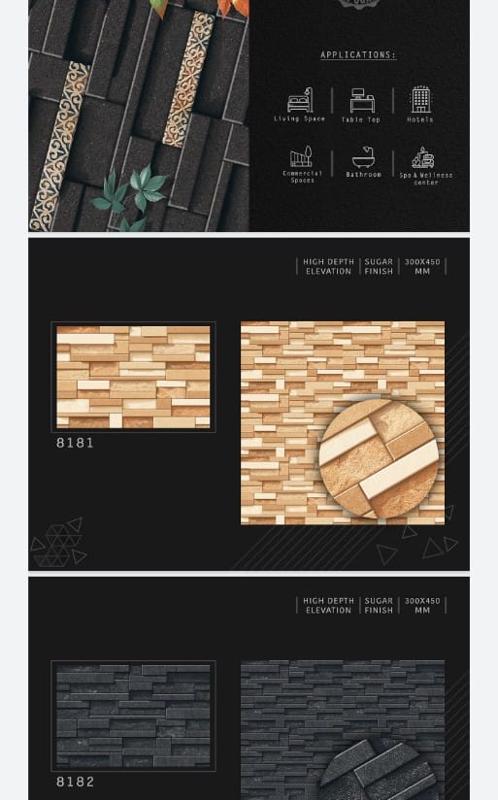 APPLICATIONS:
Living Space
Table Top
Hotels
Commercial
Spaces
Bathroom
Spa & Wellness
center
HIGH DEPTH
ELEVATION
SUGAR
FINISH
300X450
MM
8181
HIGH DEPTH
ELEVATION
SUGAR
FINISH
300X450
MM
8182